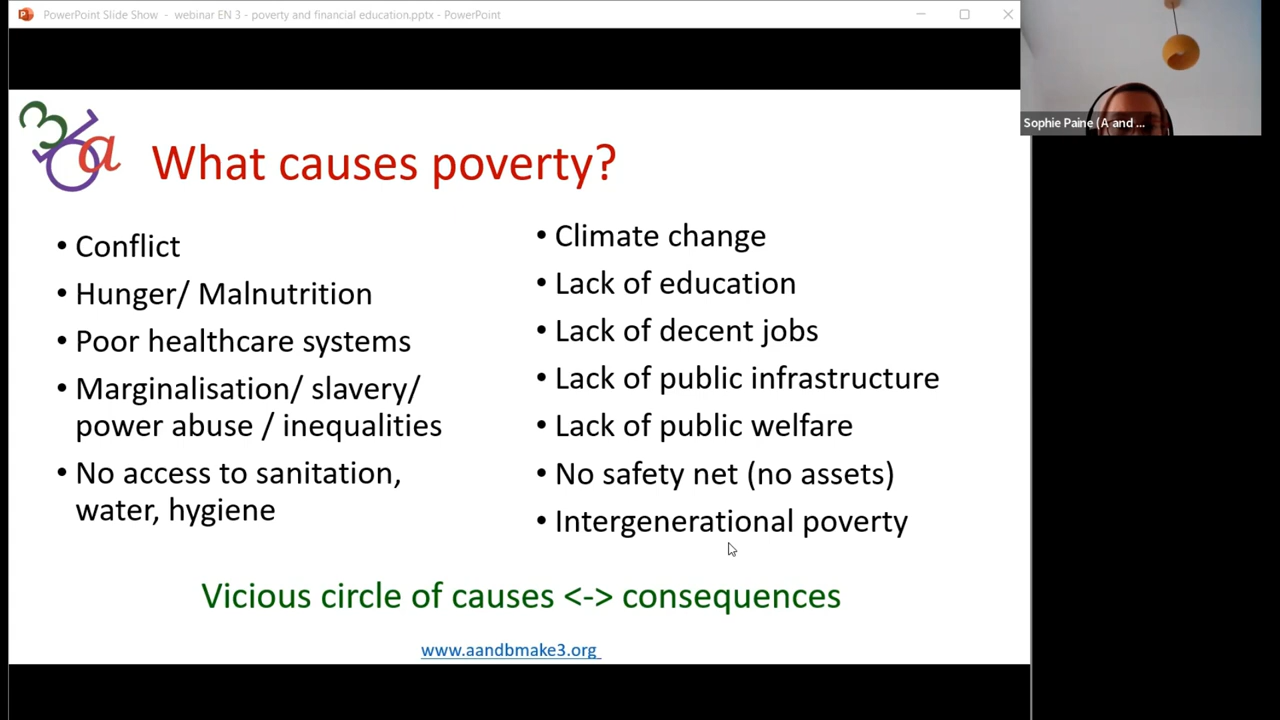 PowerPoint Slide Show - webinar EN 3 - poverty and financial education.pptx - PowerPoint
Sophie Paine (A and ...
What causes poverty?
• Conflict
• Hunger/ Malnutrition
• Poor healthcare systems
• Marginalisation/ slavery/
power abuse / inequalities
• No access to sanitation,
water, hygiene
• Climate change
• Lack of education
• Lack of decent jobs
• Lack of public infrastructure
• Lack of public welfare
• No safety net (no assets)
• Intergenerational poverty
Vicious circle of causes <-> consequences
www.aandbmake3.org